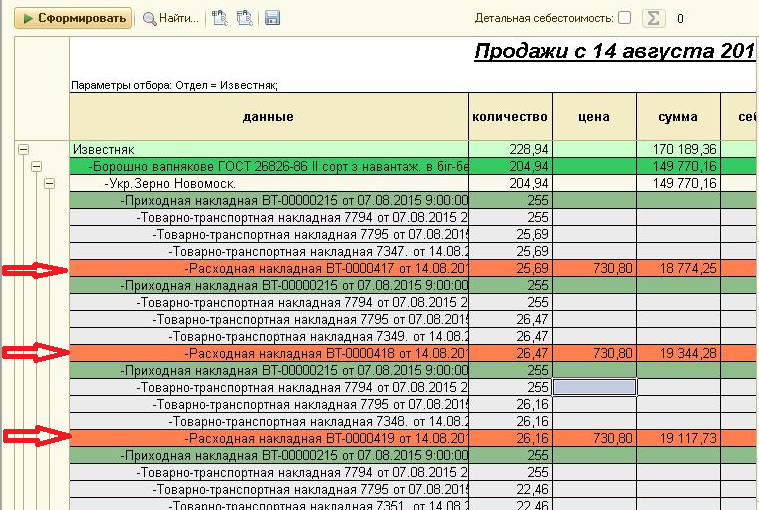 Сформировать Найти... Детальная себестоимость: Σ 0
Продажи с 14 августа 201
Параметры отбора: Отдел = Известняк;
данные количество цена сумма себ
Известняк 228,94 170 189,36
-Борошно вапнякове ГОСТ 26826-86 II сорт з навантаж. в біг-бе 204,94 149 770,16
-Укр.Зерно Новомоск. 204,94 149 770,16
-Приходная накладная ВТ-00000215 от 07.08.2015 9:00:00 255
-Товарно-транспортная накладная 7794 от 07.08.2015 2 255
-Товарно-транспортная накладная 7795 от 07.08.2015 25,69
-Товарно-транспортная накладная 7347. от 14.08.2 25,69
-Расходная накладная ВТ-0000417 от 14.08.201 25,69 730,80 18 774,25
-Приходная накладная ВТ-00000215 от 07.08.2015 9:00:00 255
-Товарно-транспортная накладная 7794 от 07.08.2015 2 255
-Товарно-транспортная накладная 7795 от 07.08.2015 26,47
-Товарно-транспортная накладная 7349. от 14.08.2 26,47
-Расходная накладная ВТ-0000418 от 14.08.201 26,47 730,80 19 344,28
-Приходная накладная ВТ-00000215 от 07.08.2015 9:00:00 255
-Товарно-транспортная накладная 7794 от 07.08.2015 2 255
-Товарно-транспортная накладная 7795 от 07.08.2015 26,16
-Товарно-транспортная накладная 7348. от 14.08.2 26,16
-Расходная накладная ВТ-0000419 от 14.08.201 26,16 730,80 19 117,73
-Приходная накладная ВТ-00000215 от 07.08.2015 9:00:00 255
-Товарно-транспортная накладная 7794 от 07.08.2015 2 255
-Товарно-транспортная накладная 7795 от 07.08.2015 22,46
-Товарно-транспортная накладная 7351. от 14.08.2 22,46